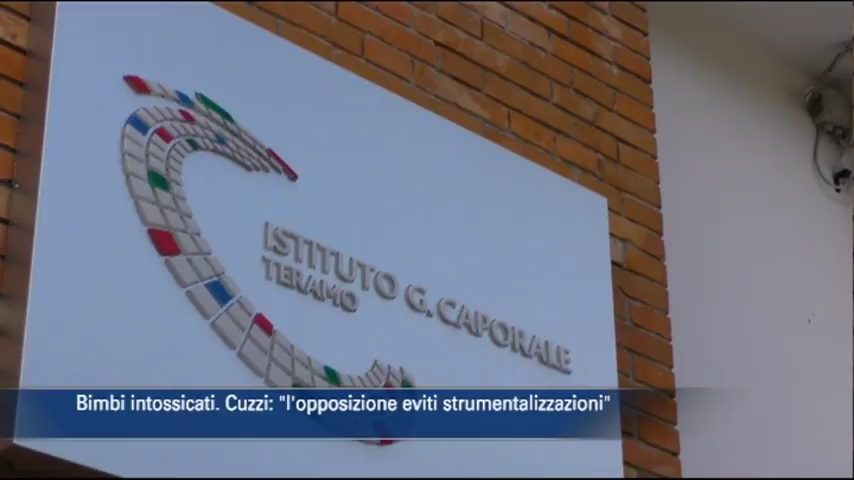 ISTITUTO G. CAPORALE
TERAMO
Bimbi intossicati. Cuzzi: "l'opposizione eviti strumentalizzazioni"